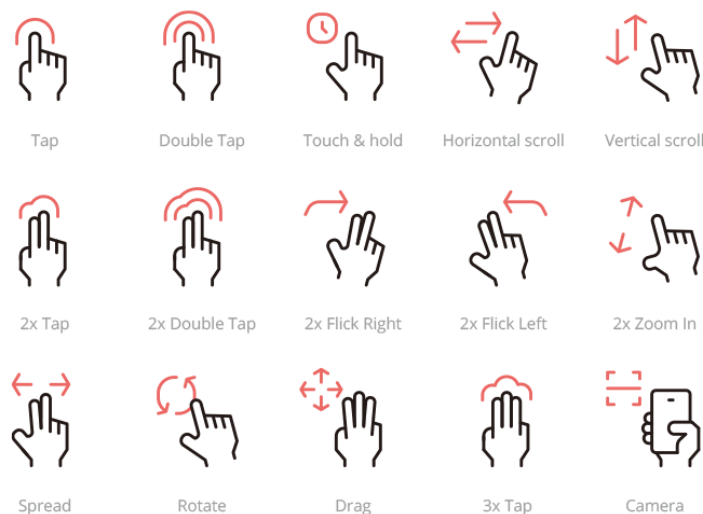 Tap
Double Tap
Touch & hold
Horizontal scroll
Vertical scroll
2x Tap
2x Double Tap
2x Flick Right
2x Flick Left
2x Zoom In
Spread
Rotate
Drag
3x Tap
Camera